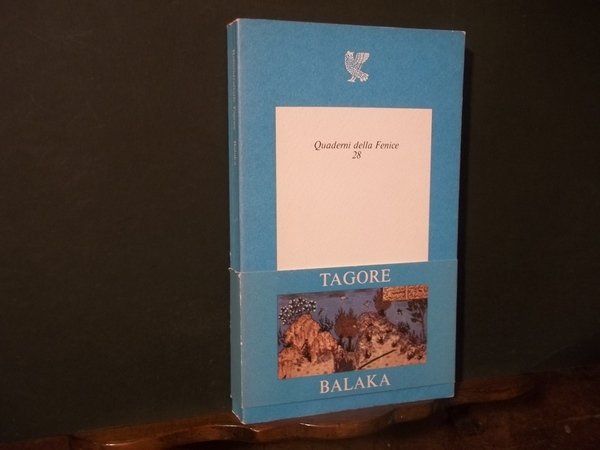 Quaderni della Fenice
28
TAGORE
BALAKA